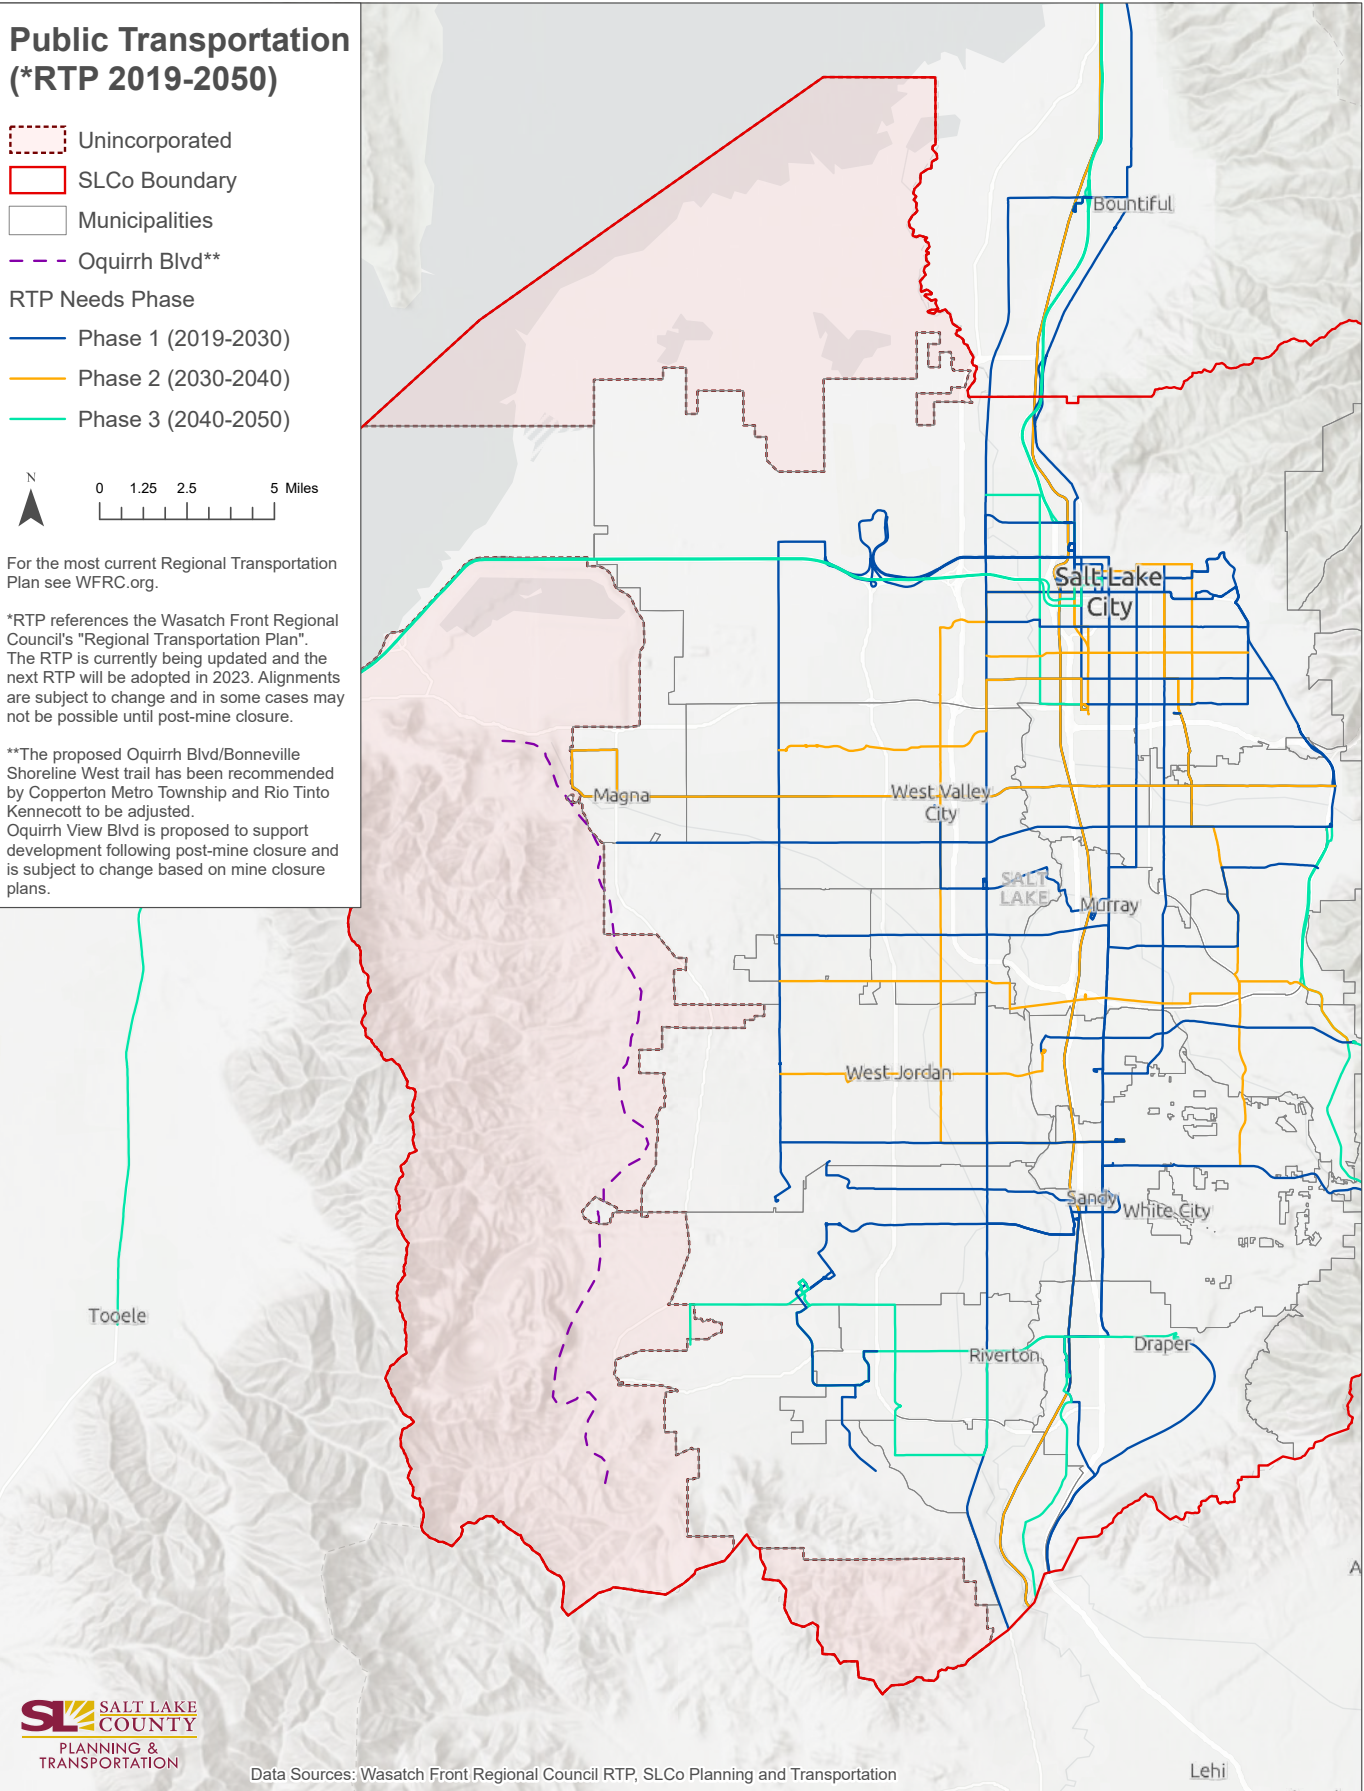 Public Transportation
(*RTP 2019-2050)
Unincorporated
SLCo Boundary
Municipalities
Oquirrh Blvd**
RTP Needs Phase
Phase 1 (2019-2030)
Phase 2 (2030-2040)
Phase 3 (2040-2050)
N
0 1.25 2.5 5 Miles
For the most current Regional Transportation
Plan see WFRC.org.
*RTP references the Wasatch Front Regional
Council's "Regional Transportation Plan".
The RTP is currently being updated and the
next RTP will be adopted in 2023. Alignments
are subject to change and in some cases may
not be possible until post-mine closure.
**The proposed Oquirrh Blvd/Bonneville
Shoreline West trail has been recommended
by Copperton Metro Township and Rio Tinto
Kennecott to be adjusted.
Oquirrh View Blvd is proposed to support
development following post-mine closure and
is subject to change based on mine closure
plans.
Bountiful
Salt Lake
City
Magna
West Valley
City
SALT
LAKE
Murray
West Jordan
Sandy
White City
Tooele
Riverton
Draper
A
Lehi
SL SALT LAKE
COUNTY
PLANNING &
TRANSPORTATION
Data Sources: Wasatch Front Regional Council RTP, SLCo Planning and Transportation